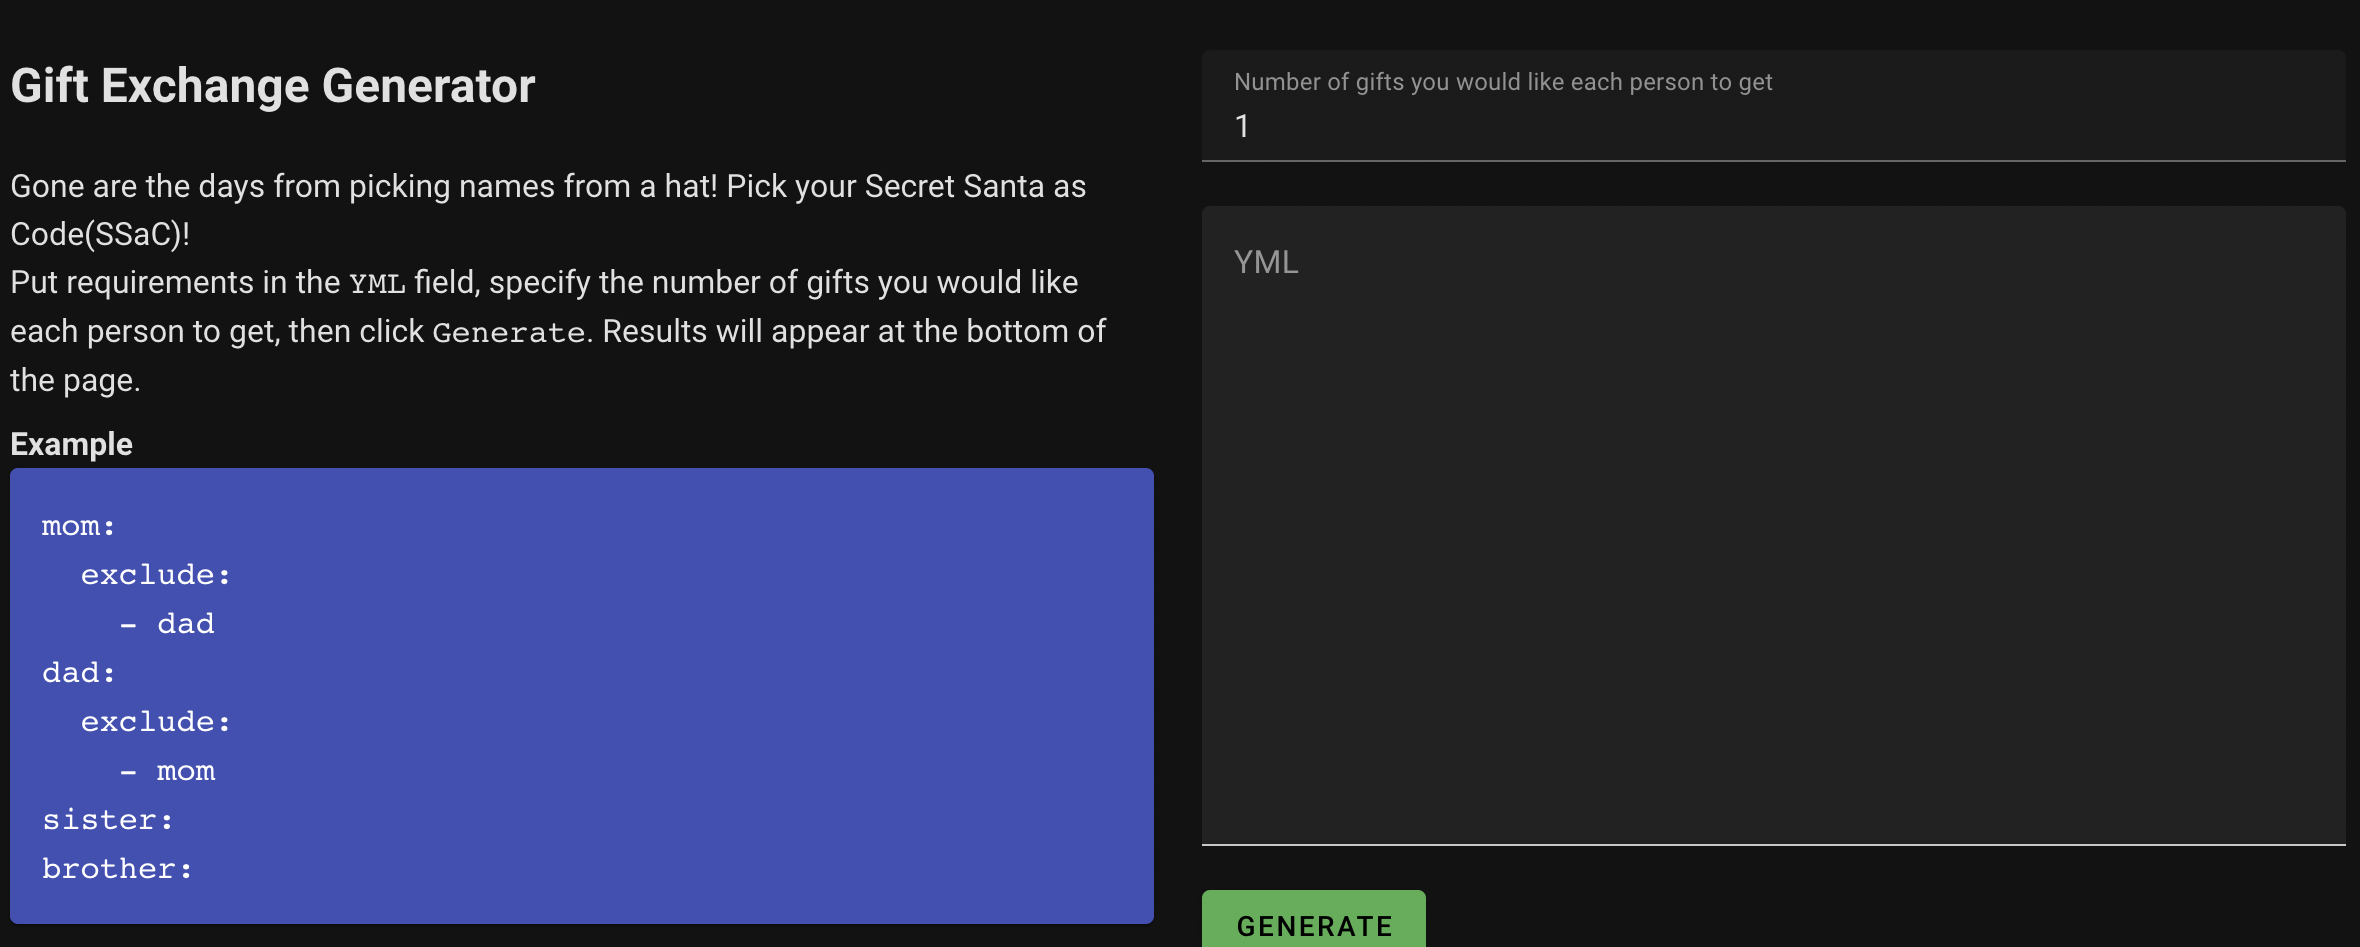 Gift Exchange Generator
Gone are the days from picking names from a hat! Pick your Secret Santa as
Code(SSaC)!
Put requirements in the YML field, specify the number of gifts you would like
each person to get, then click Generate. Results will appear at the bottom of
the page.
Example
mom:
  exclude:
    - dad
dad:
  exclude:
    - mom
sister:
brother:
Number of gifts you would like each person to get
1
YML
GENERATE